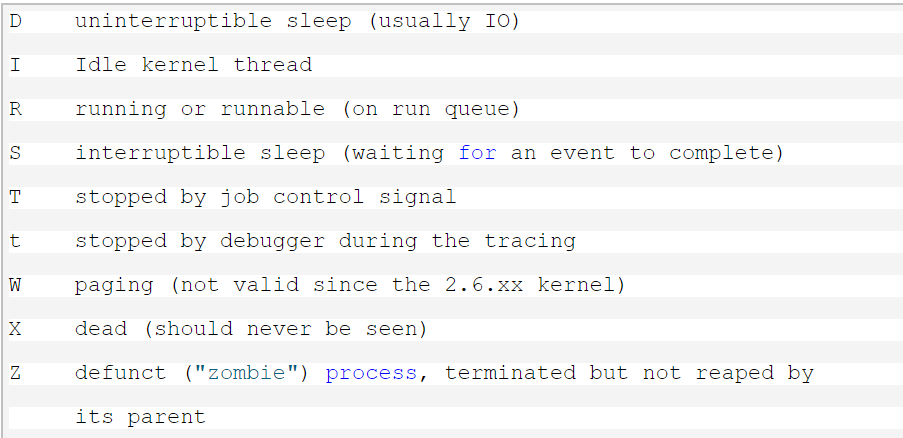 D    uninterruptible sleep (usually IO)
I    Idle kernel thread
R    running or runnable (on run queue)
S    interruptible sleep (waiting for an event to complete)
T    stopped by job control signal
t    stopped by debugger during the tracing
W    paging (not valid since the 2.6.xx kernel)
X    dead (should never be seen)
Z    defunct ("zombie") process, terminated but not reaped by
     its parent